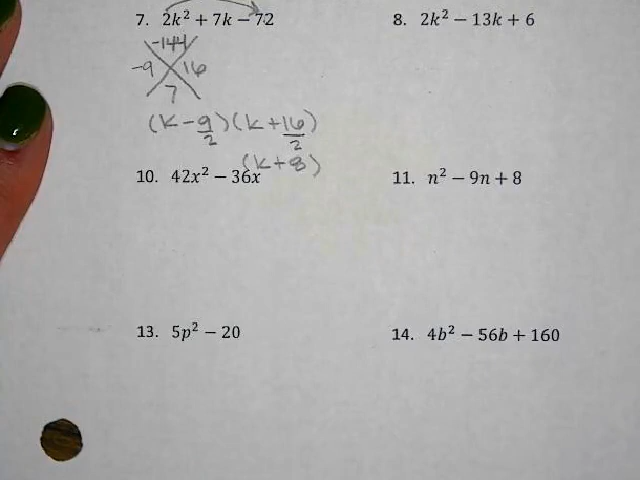 7. 2k² + 7k − 72
8. 2k² − 13k + 6
-144
-9 16
7
(k - 9/2)(k + 16/2)
(k + 8)
10. 42x² − 36x
11. n² − 9n + 8
13. 5p² − 20
14. 4b² − 56b + 160